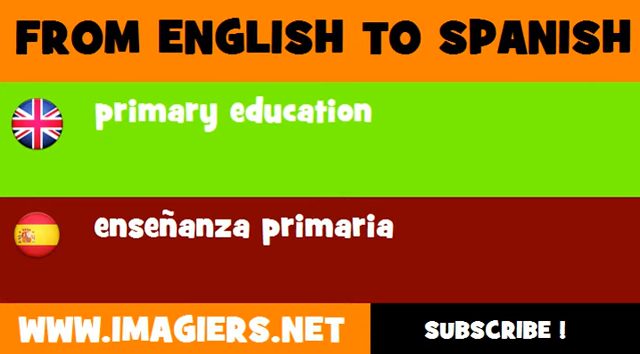 FROM ENGLISH TO SPANISH
primary education
enseñanza primaria
WWW.IMAGIERS.NET
SUBSCRIBE !